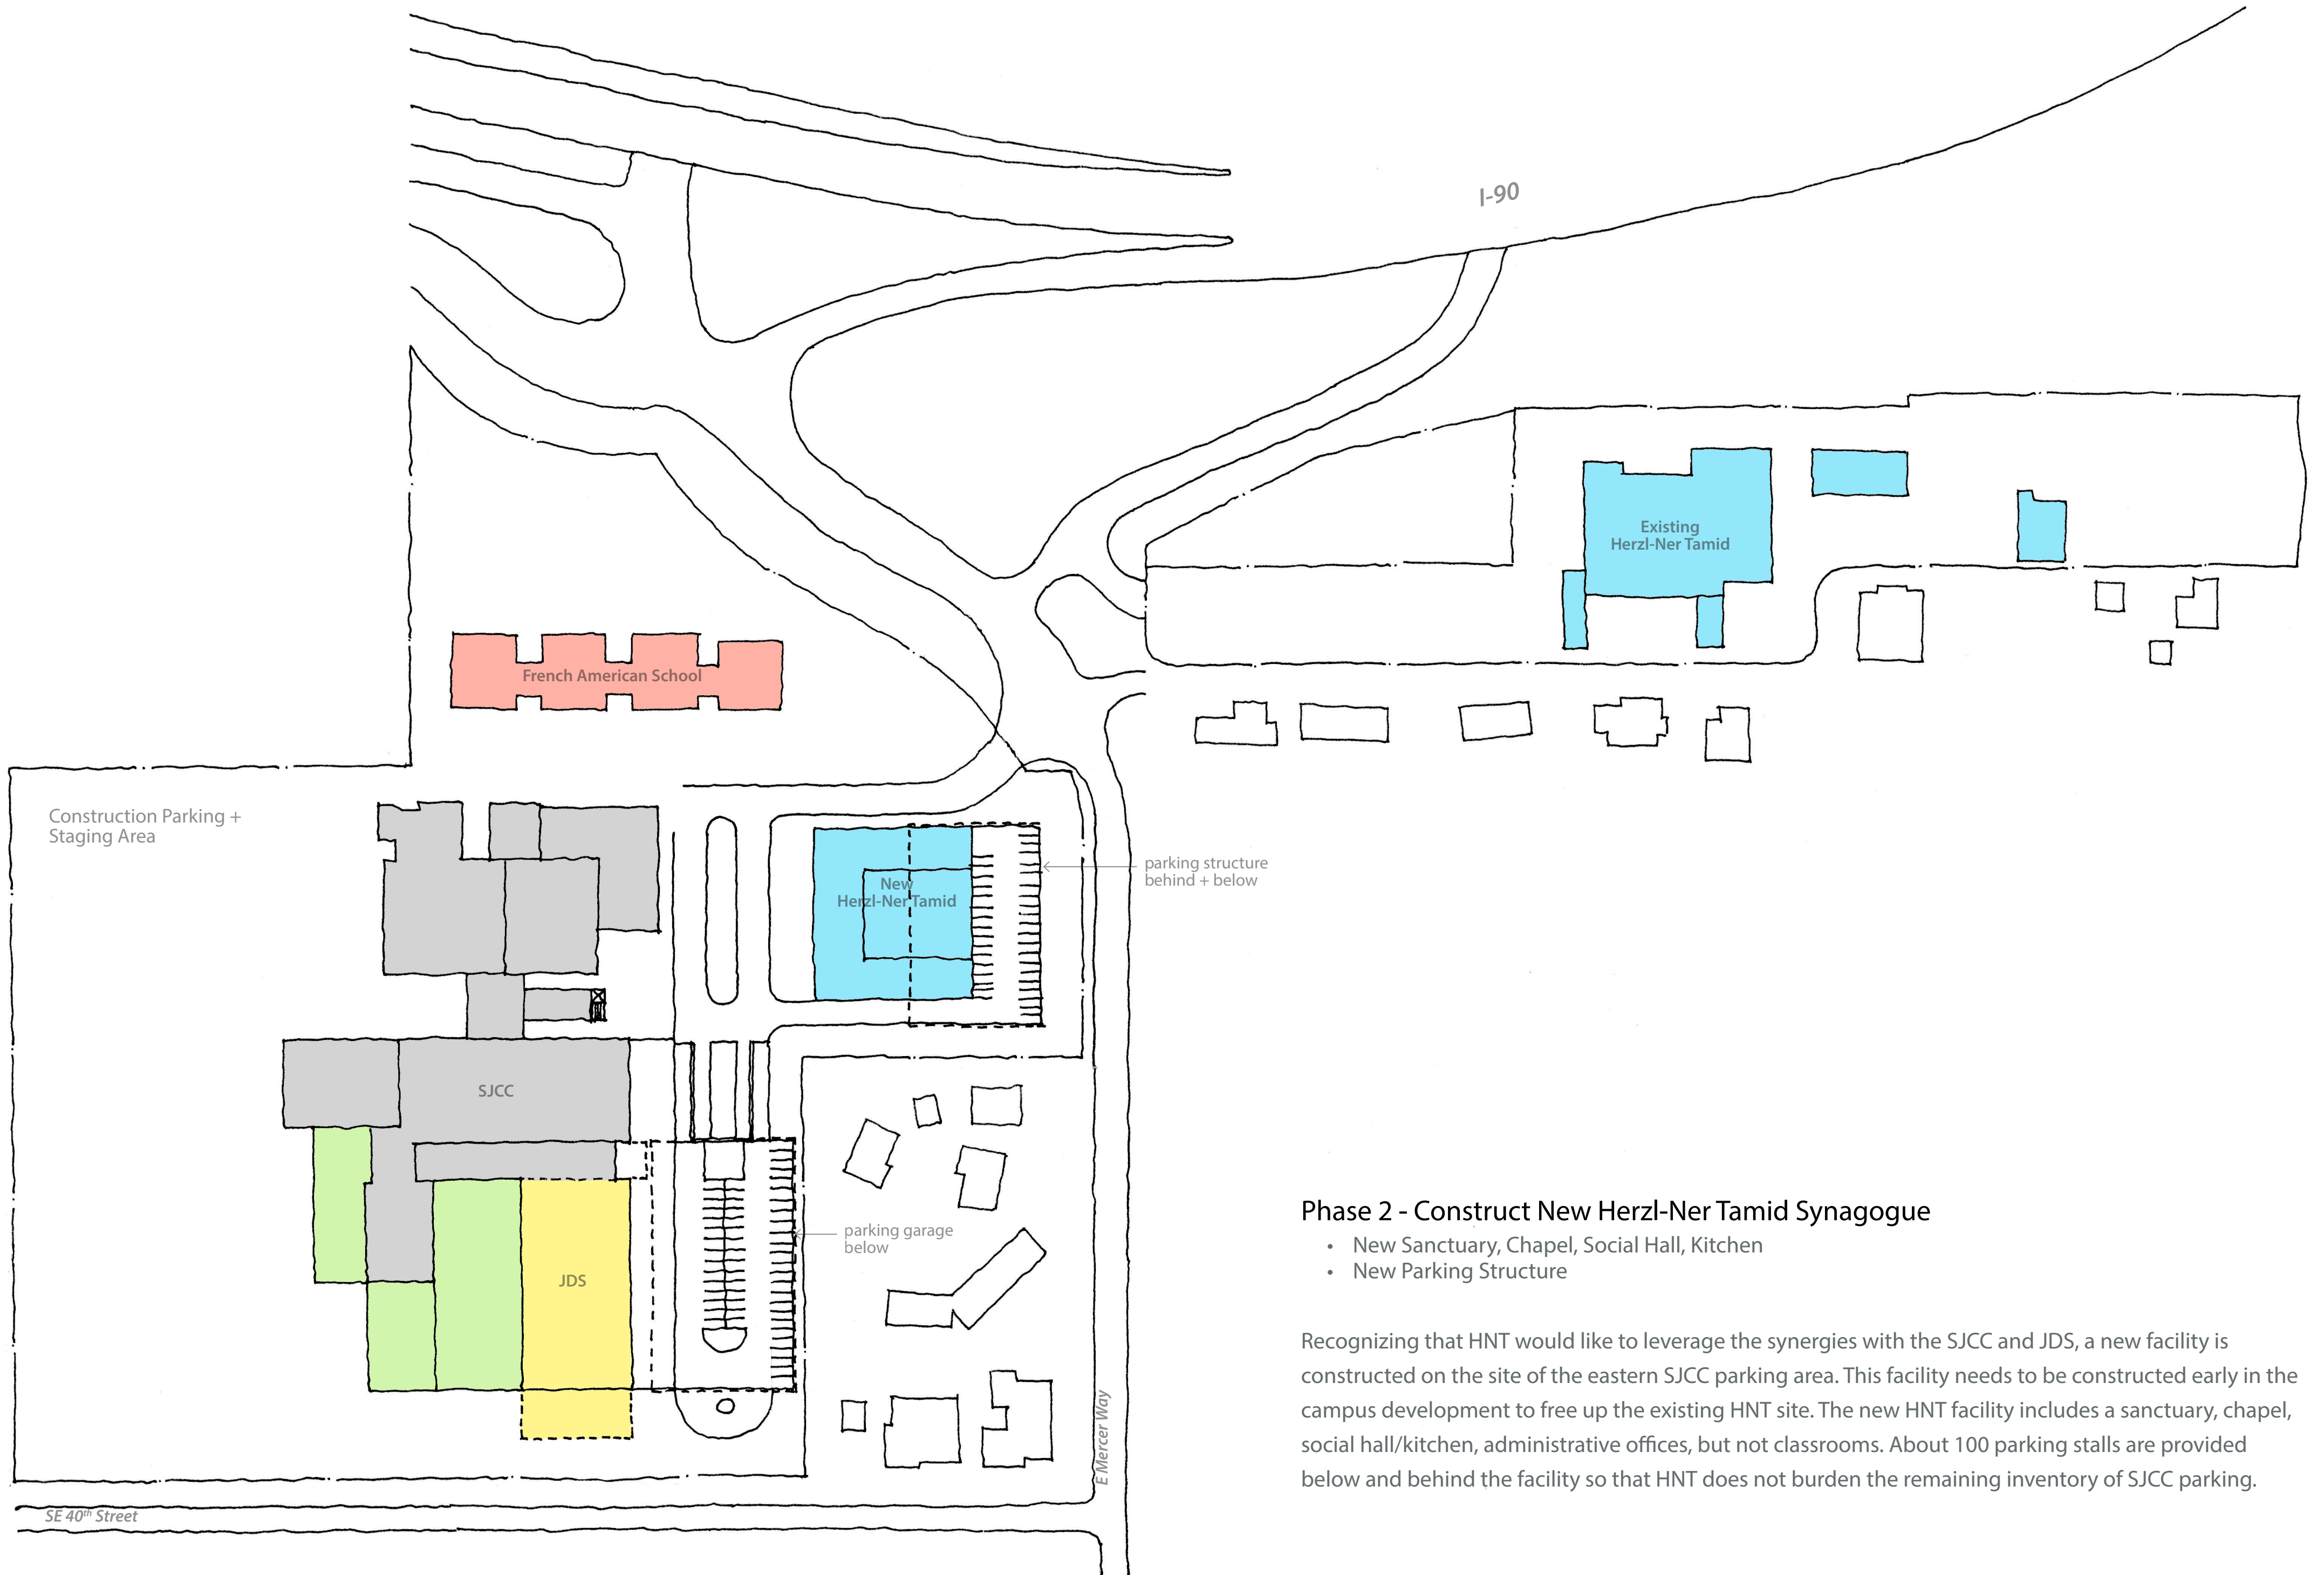 I-90
Existing
Herzl-Ner Tamid
French American School
Construction Parking +
Staging Area
New
Herzl-Ner Tamid
parking structure
behind + below
SJCC
parking garage
below
JDS
E Mercer Way
SE 40th Street
Phase 2 - Construct New Herzl-Ner Tamid Synagogue
• New Sanctuary, Chapel, Social Hall, Kitchen
• New Parking Structure
Recognizing that HNT would like to leverage the synergies with the SJCC and JDS, a new facility is
constructed on the site of the eastern SJCC parking area. This facility needs to be constructed early in the
campus development to free up the existing HNT site. The new HNT facility includes a sanctuary, chapel,
social hall/kitchen, administrative offices, but not classrooms. About 100 parking stalls are provided
below and behind the facility so that HNT does not burden the remaining inventory of SJCC parking.